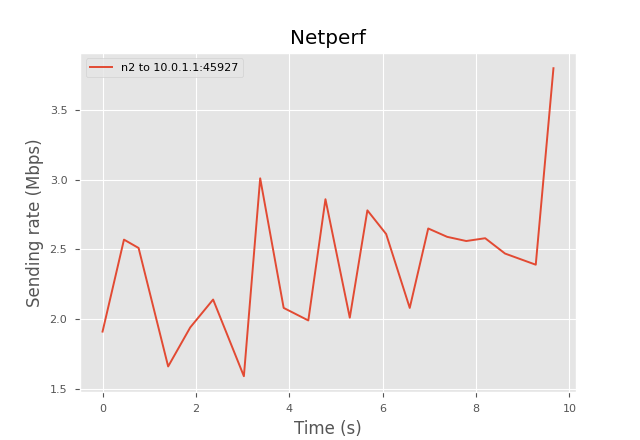 Netperf
n2 to 10.0.1.1:45927
Sending rate (Mbps)
3.5
3.0
2.5
2.0
1.5
0 2 4 6 8 10
Time (s)